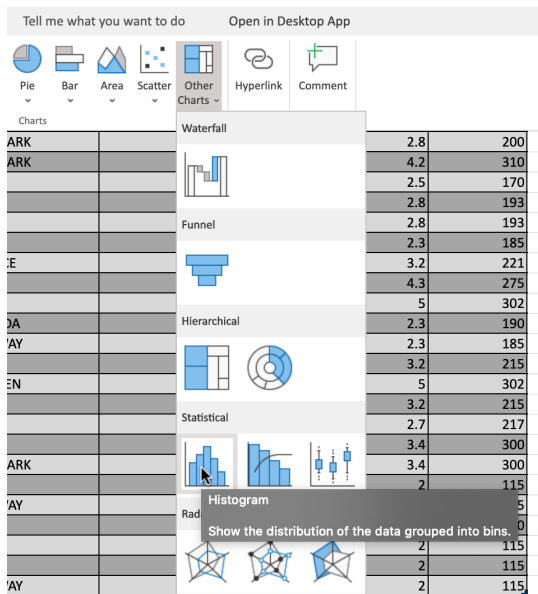 Tell me what you want to do Open in Desktop App
Pie Bar Area Scatter Other Charts Hyperlink Comment
Charts
Waterfall
Funnel
Hierarchical
Statistical
Histogram
Show the distribution of the data grouped into bins.
ARK 2.8 200
ARK 4.2 310
2.5 170
2.8 193
2.8 193
2.3 185
CE 3.2 221
4.3 275
5 302
DA 2.3 190
WAY 2.3 185
3.2 215
EN 5 302
3.2 215
2.7 217
3.4 300
ARK 3.4 300
2 115
WAY
2 115
2 115
WAY 2 115